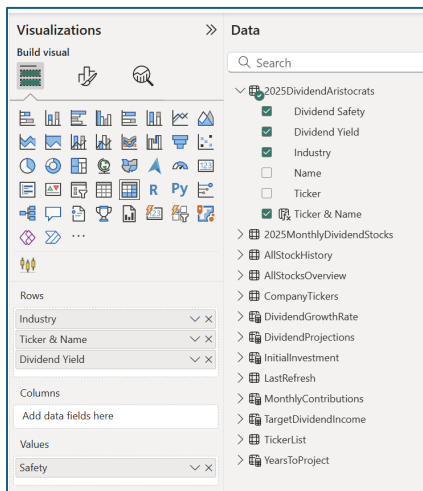 Visualizations
Build visual
123
R Py
123
...
Rows
Industry
Ticker & Name
Dividend Yield
Columns
Add data fields here
Values
Safety
Data
Search
2025DividendAristocrats
Dividend Safety
Dividend Yield
Industry
Name
Ticker
Ticker & Name
2025MonthlyDividendStocks
AllStockHistory
AllStocksOverview
CompanyTickers
DividendGrowthRate
DividendProjections
InitialInvestment
LastRefresh
MonthlyContributions
TargetDividendIncome
TickerList
YearsToProject